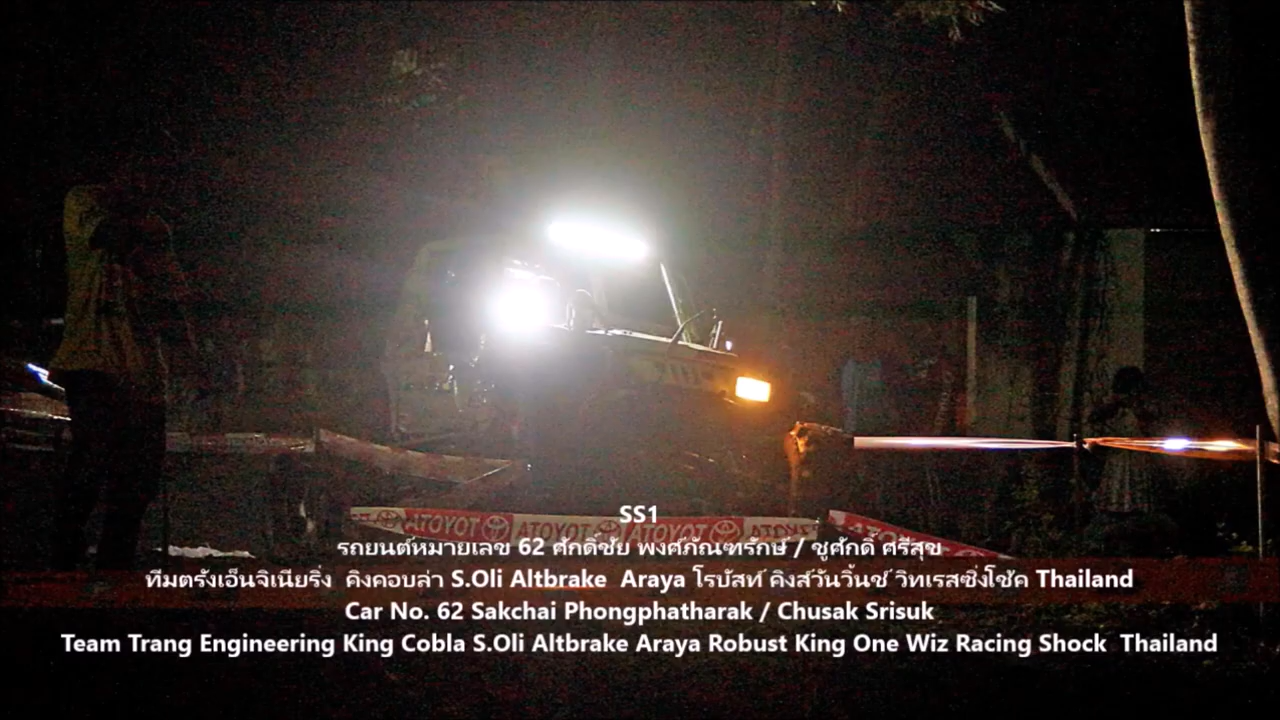 ATOYOT ATOYOT ATOYOT ATOYOT
SS1
รถยนต์หมายเลข 62 ศักดิ์ชัย พงศ์ภัณฑรักษ์ / ชูศักดิ์ ศรีสุข
ทีมตรังเอ็นจิเนียริ่ง คิงคอบล่า S.Oli Altbrake Araya โรบัสท์ คิงส์วันวิ้นช์ วิทเรสซิ่งโช้ค Thailand
Car No. 62 Sakchai Phongphatharak / Chusak Srisuk
Team Trang Engineering King Cobla S.Oli Altbrake Araya Robust King One Wiz Racing Shock Thailand